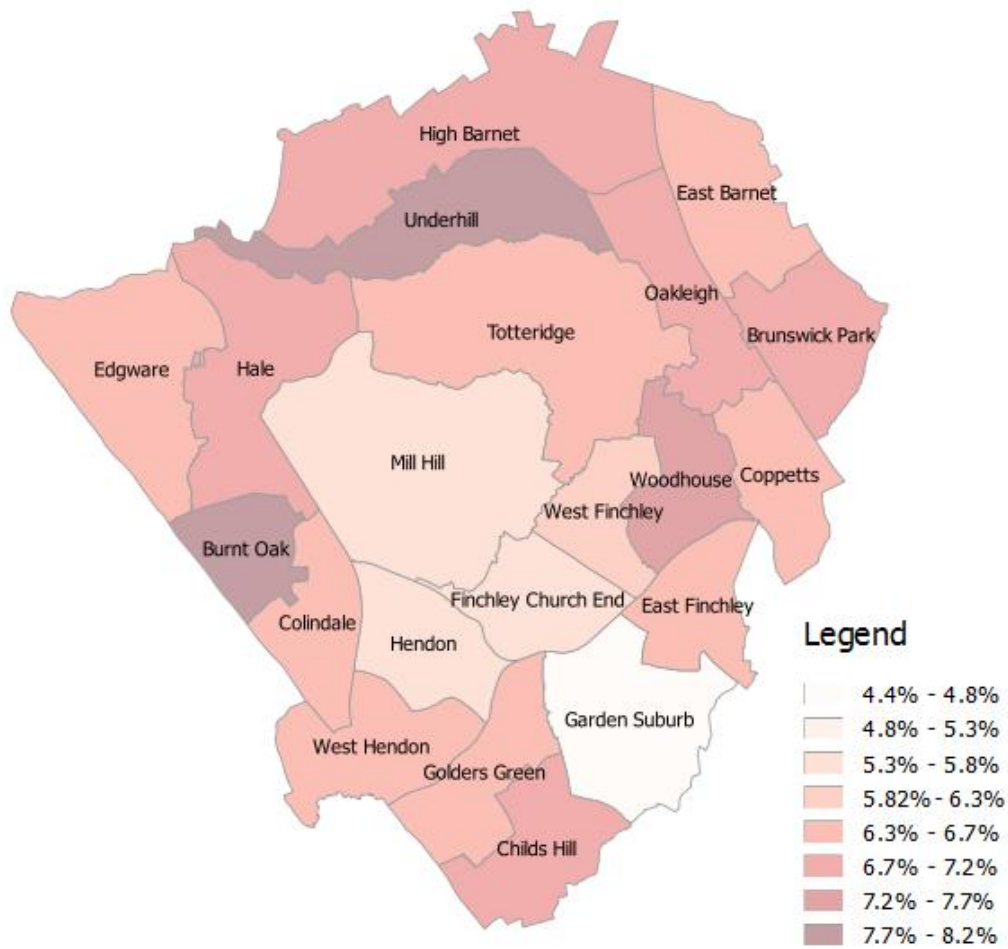 High Barnet
East Barnet
Underhill
Oakleigh
Totteridge
Brunswick Park
Edgware
Hale
Mill Hill
Woodhouse
Coppetts
West Finchley
Burnt Oak
Finchley Church End
East Finchley
Colindale
Hendon
Garden Suburb
West Hendon
Golders Green
Childs Hill
Legend
4.4% - 4.8%
4.8% - 5.3%
5.3% - 5.8%
5.82% - 6.3%
6.3% - 6.7%
6.7% - 7.2%
7.2% - 7.7%
7.7% - 8.2%